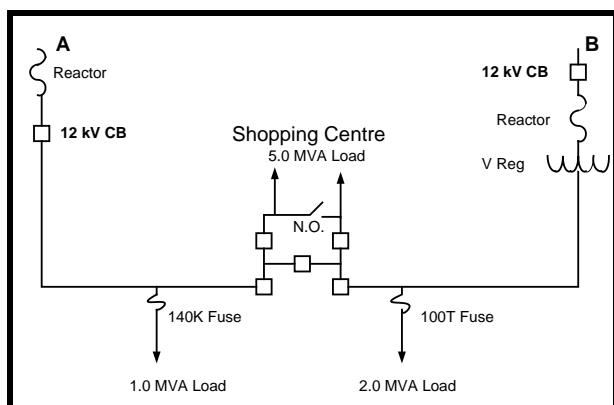 A
B
Reactor
12 kV CB
12 kV CB
Reactor
Shopping Centre
5.0 MVA Load
V Reg
N.O.
140K Fuse
100T Fuse
1.0 MVA Load
2.0 MVA Load